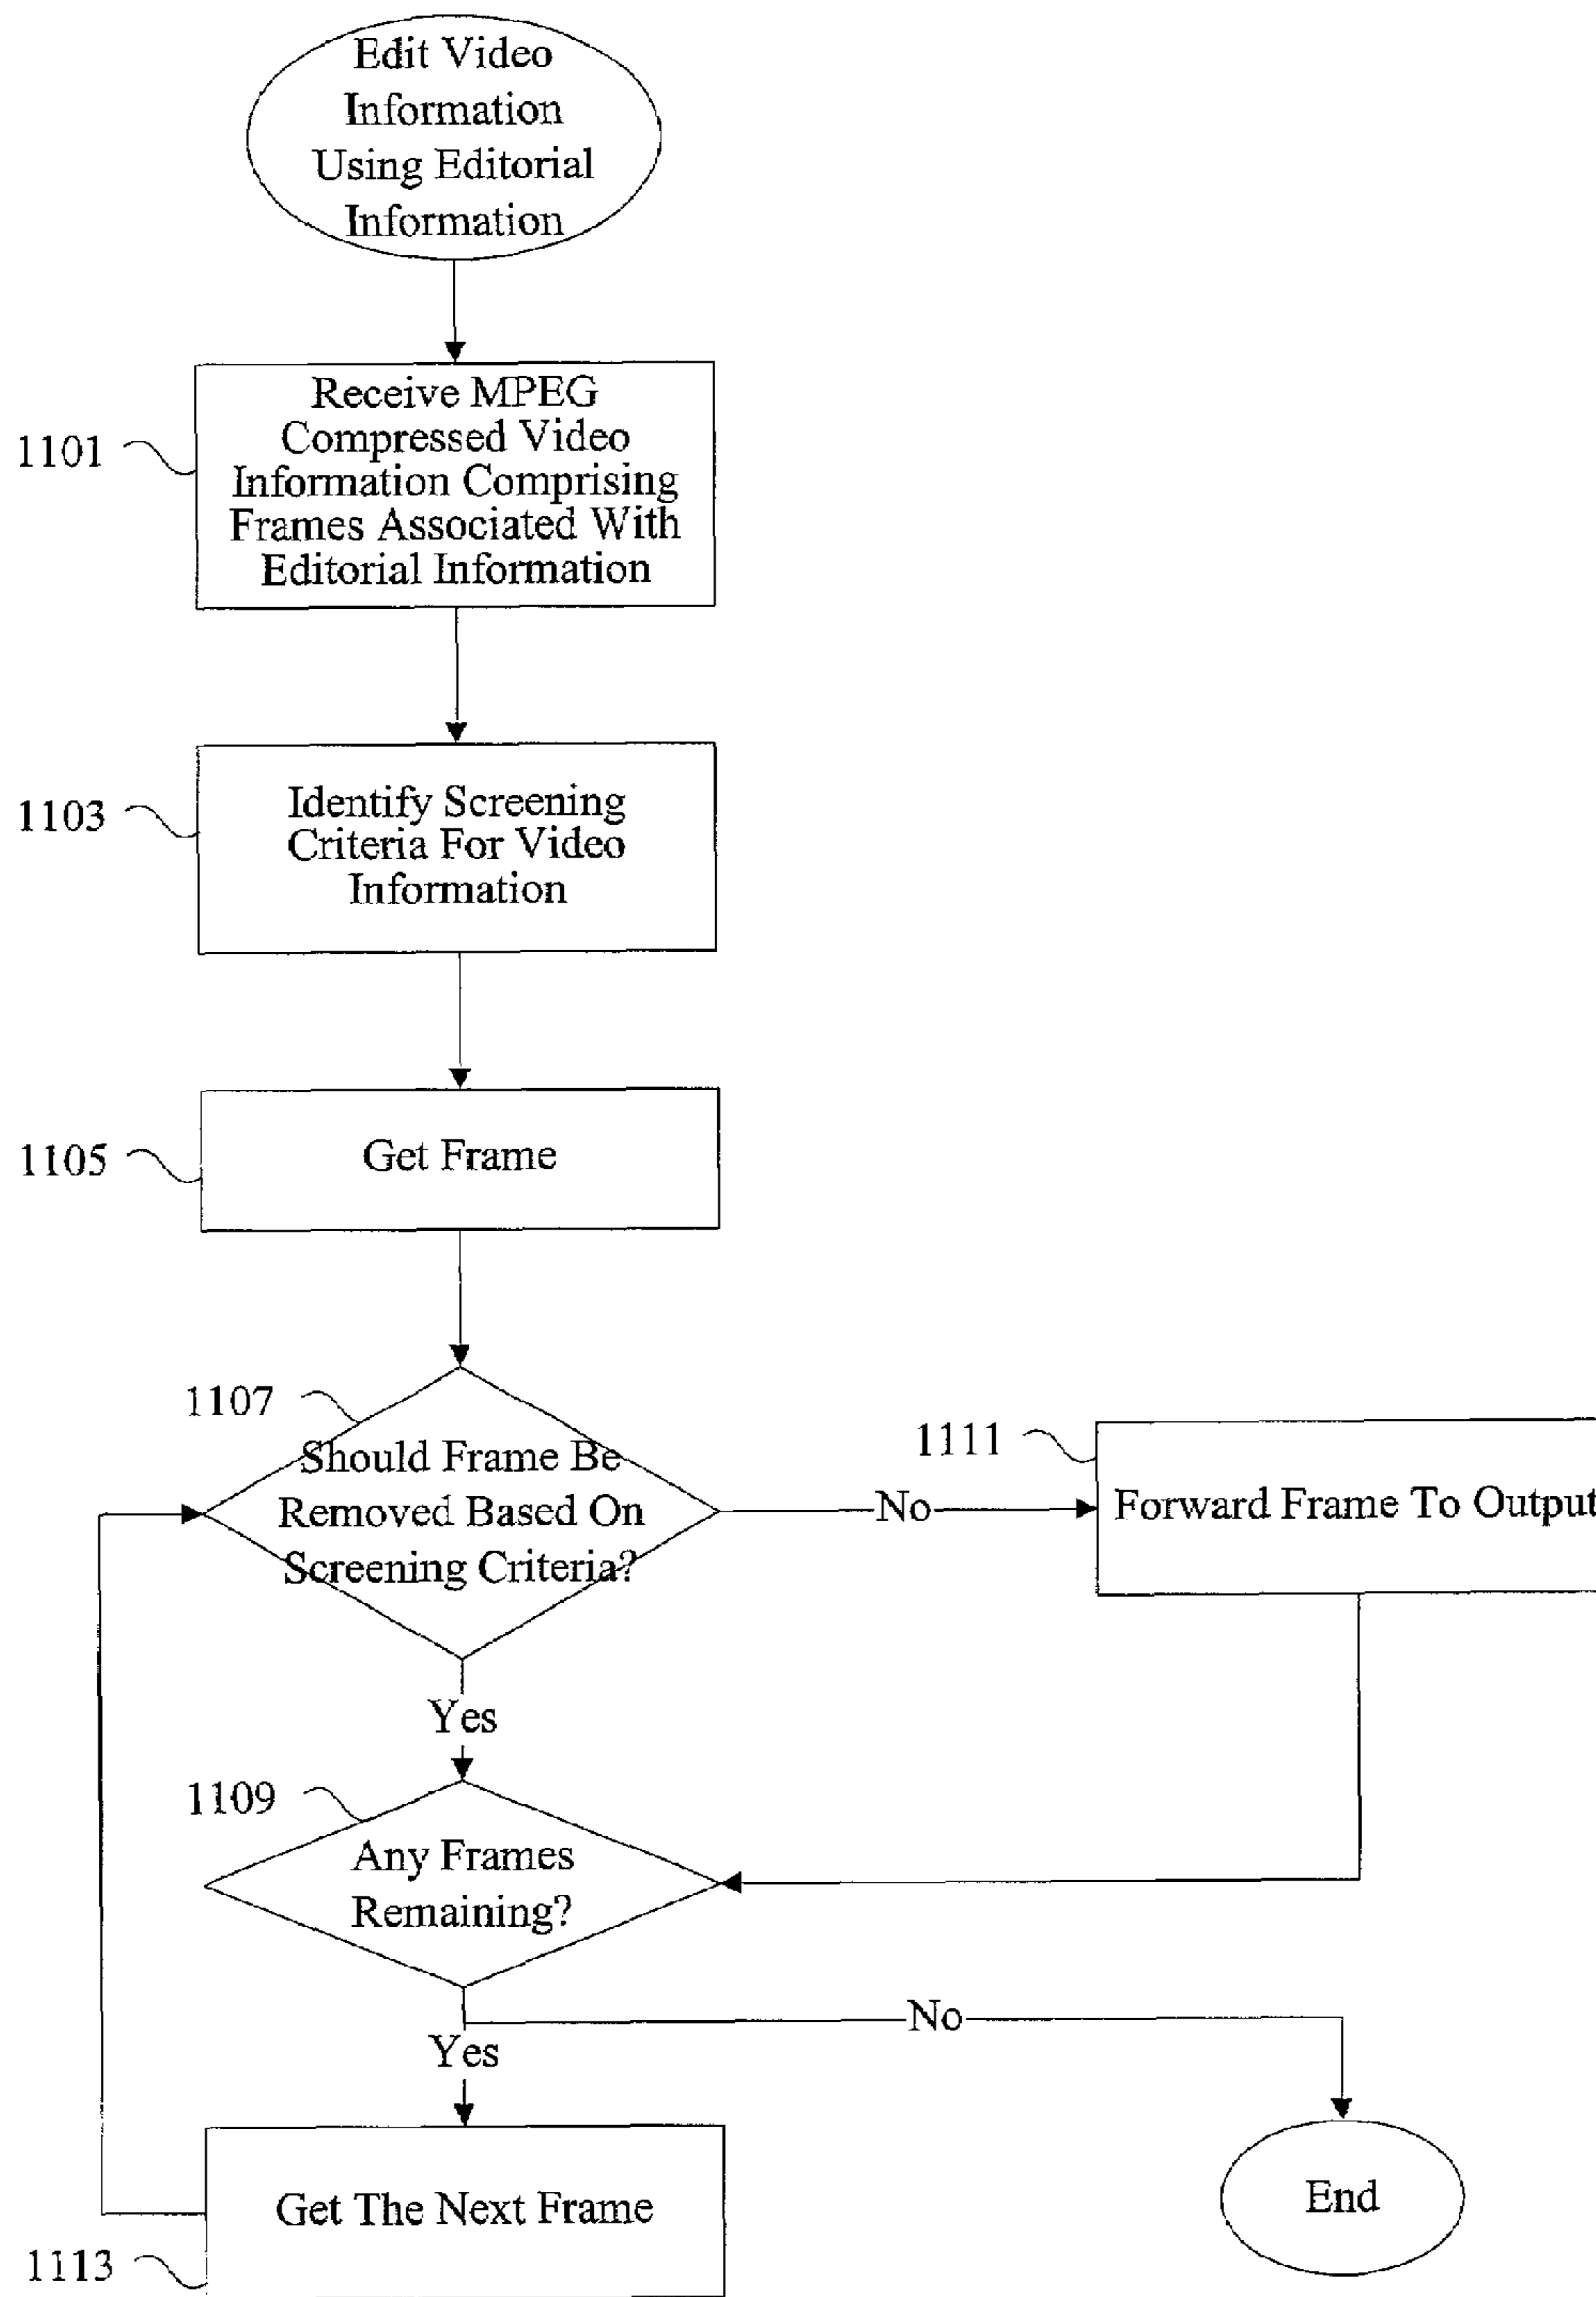 Edit Video
Information
Using Editorial
Information
1101
Receive MPEG
Compressed Video
Information Comprising
Frames Associated With
Editorial Information
1103
Identify Screening
Criteria For Video
Information
1105
Get Frame
1107
Should Frame Be
Removed Based On
Screening Criteria?
No
1111
Forward Frame To Output
Yes
1109
Any Frames
Remaining?
No
Yes
Get The Next Frame
1113
End